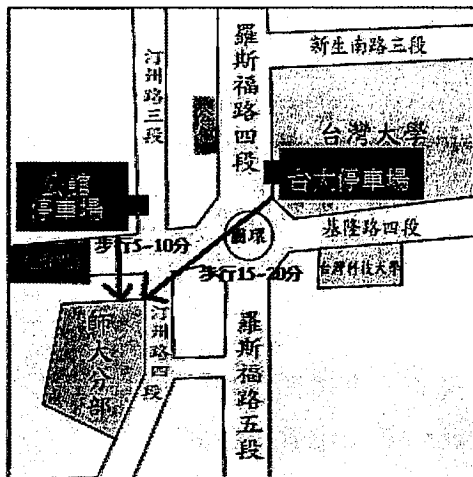 新生南路三段
汀州路三段
羅斯福路四段
台灣大學
公館
停車場
台大停車場
圓環
基隆路四段
步行5-10分
步行15-20分
台灣科技大學
師大分部
汀州路四段
羅斯福路五段